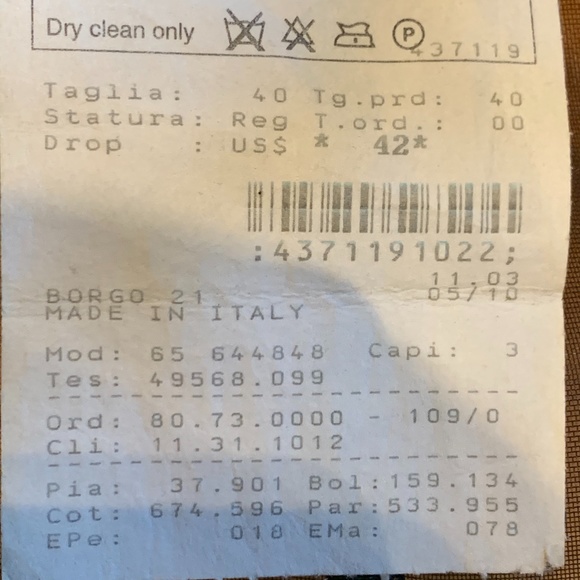 Dry clean only P
437119
Taglia: 40 Tg.prd: 40
Statura: Reg T.ord.: 00
Drop : US$ * 42*
:4371191022;
11.03
BORGO 21 05/10
MADE IN ITALY
Mod: 65 644848 Capi: 3
Tes: 49568.099
Ord: 80.73.0000 - 109/0
Cli: 11.31.1012
Pia: 37.901 Bol:159.134
Cot: 674.596 Par:533.955
EPe: 018 EMa: 078